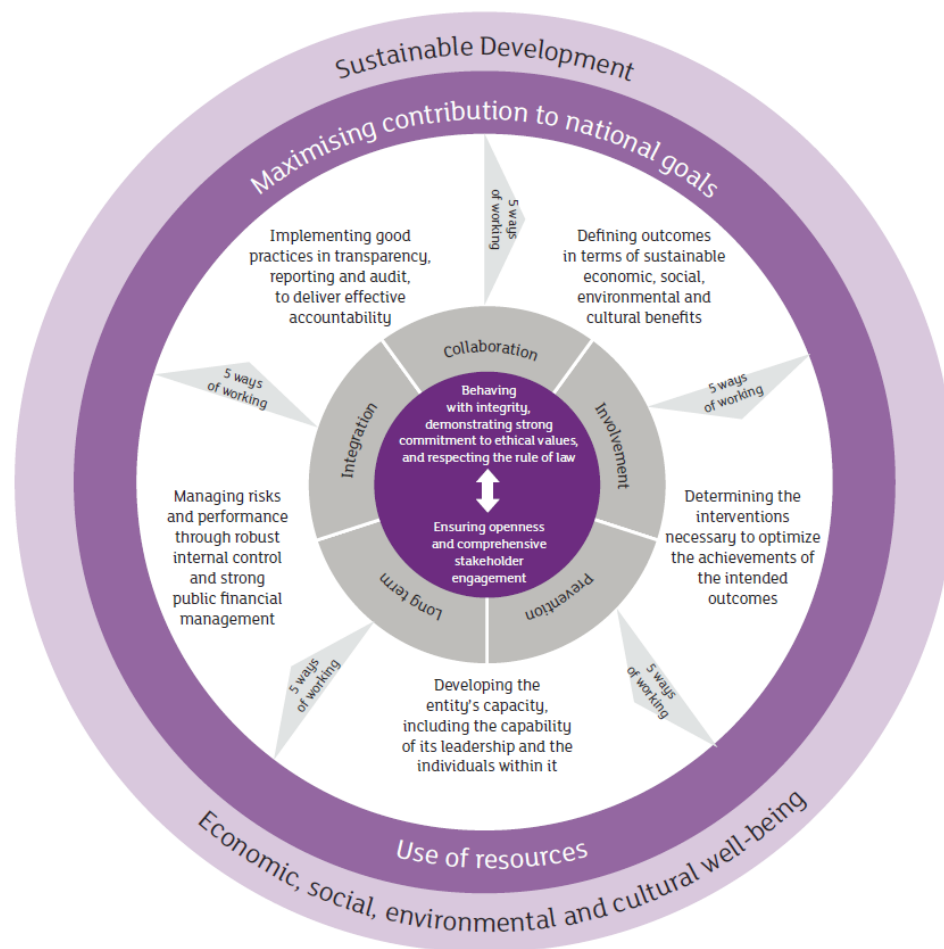 Sustainable Development
Maximising contribution to national goals
5 ways
of working
Implementing good
practices in transparency,
reporting and audit,
to deliver effective
accountability
Defining outcomes
in terms of sustainable
economic, social,
environmental and
cultural benefits
5 ways
of working
5 ways
of working
Collaboration
Integration
Involvement
Behaving
with integrity,
demonstrating strong
commitment to ethical values,
and respecting the rule of law
Ensuring openness
and comprehensive
stakeholder
engagement
Managing risks
and performance
through robust
internal control
and strong
public financial
management
Determining the
interventions
necessary to optimize
the achievements of
the intended
outcomes
Long term
Prevention
5 ways
of working
5 ways
of working
Developing the
entity's capacity,
including the capability
of its leadership and the
individuals within it
Use of resources
Economic, social, environmental and cultural well-being